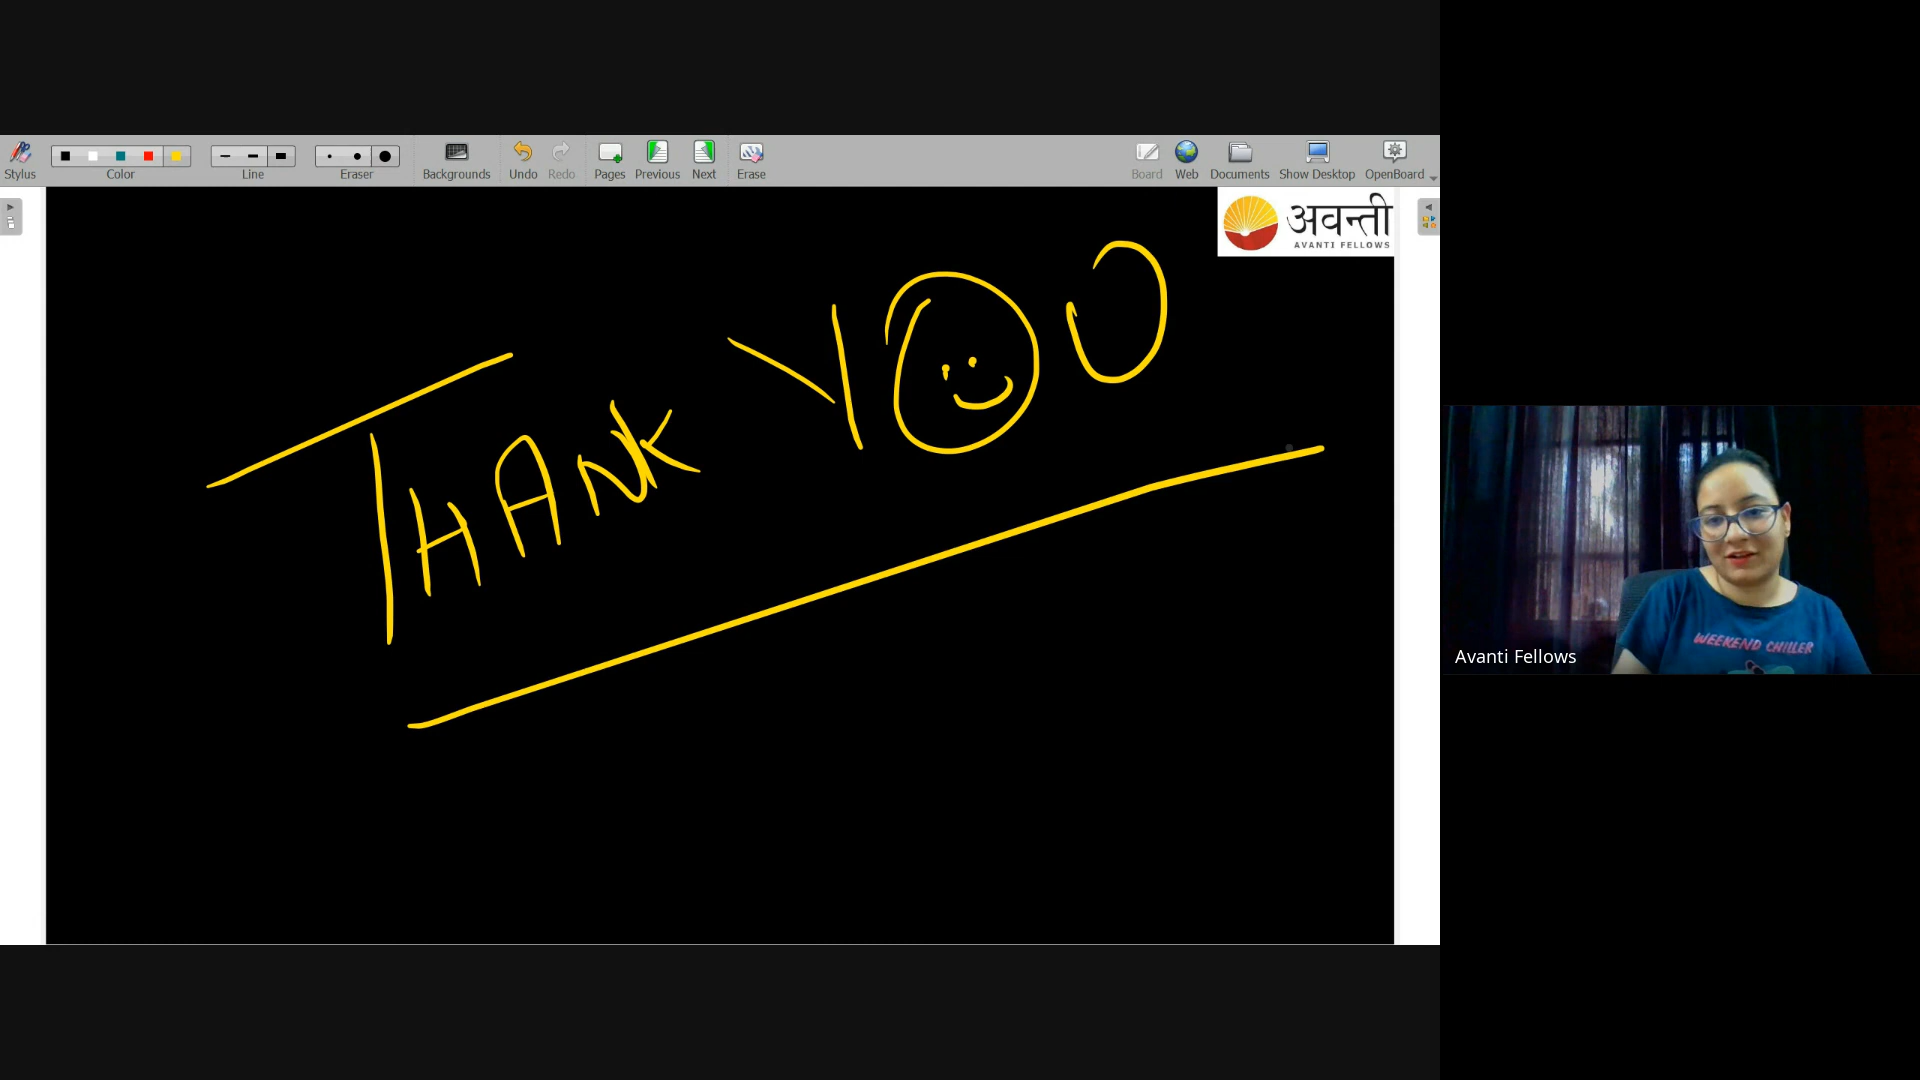 Stylus Color Line Eraser Backgrounds Undo Redo Pages Previous Next Erase Board Web Documents Show Desktop OpenBoard
अवन्ती
AVANTI FELLOWS
THANK YOU
WEEKEND CHILLER
Avanti Fellows